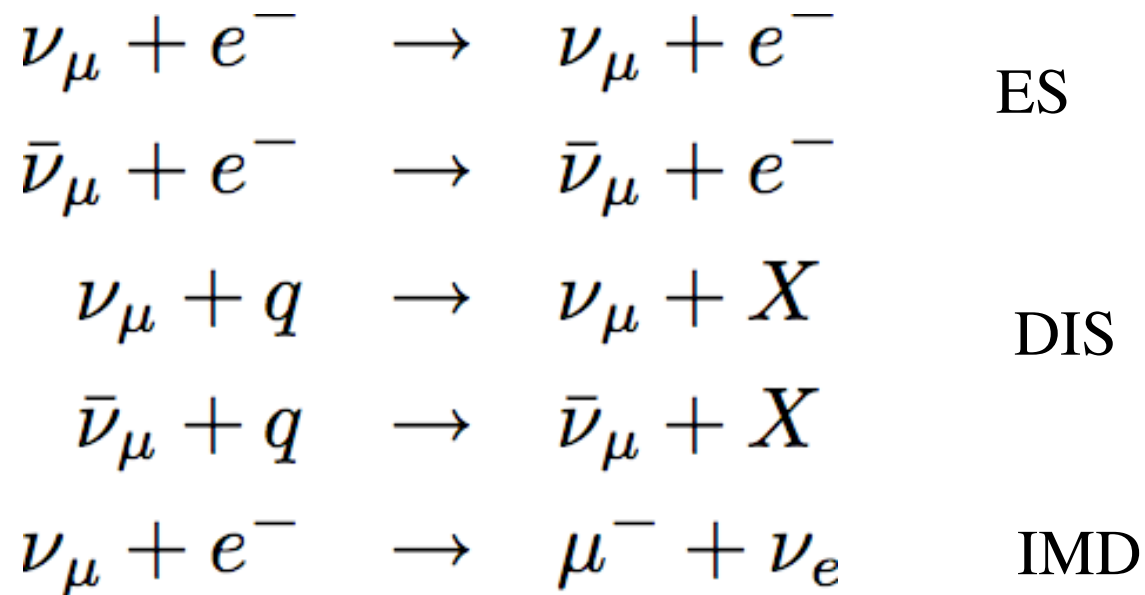 ν_μ + e⁻ → ν_μ + e⁻
ES
ν̄_μ + e⁻ → ν̄_μ + e⁻
ν_μ + q → ν_μ + X
DIS
ν̄_μ + q → ν̄_μ + X
ν_μ + e⁻ → μ⁻ + ν_e IMD